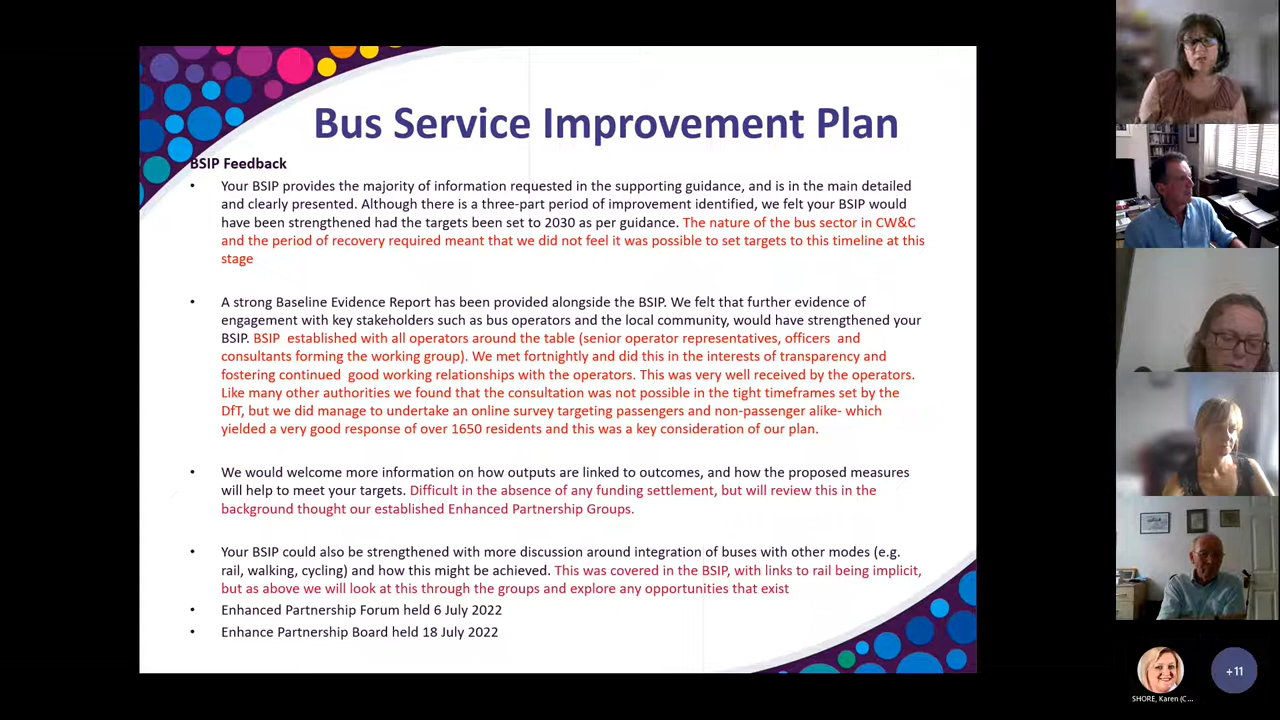 Bus Service Improvement Plan
BSIP Feedback
• Your BSIP provides the majority of information requested in the supporting guidance, and is in the main detailed
and clearly presented. Although there is a three-part period of improvement identified, we felt your BSIP would
have been strengthened had the targets been set to 2030 as per guidance. The nature of the bus sector in CW&C
and the period of recovery required meant that we did not feel it was possible to set targets to this timeline at this
stage
• A strong Baseline Evidence Report has been provided alongside the BSIP. We felt that further evidence of
engagement with key stakeholders such as bus operators and the local community, would have strengthened your
BSIP. BSIP established with all operators around the table (senior operator representatives, officers and
consultants forming the working group). We met fortnightly and did this in the interests of transparency and
fostering continued good working relationships with the operators. This was very well received by the operators.
Like many other authorities we found that the consultation was not possible in the tight timeframes set by the
DfT, but we did manage to undertake an online survey targeting passengers and non-passenger alike- which
yielded a very good response of over 1650 residents and this was a key consideration of our plan.
• We would welcome more information on how outputs are linked to outcomes, and how the proposed measures
will help to meet your targets. Difficult in the absence of any funding settlement, but will review this in the
background thought our established Enhanced Partnership Groups.
• Your BSIP could also be strengthened with more discussion around integration of buses with other modes (e.g.
rail, walking, cycling) and how this might be achieved. This was covered in the BSIP, with links to rail being implicit,
but as above we will look at this through the groups and explore any opportunities that exist
• Enhanced Partnership Forum held 6 July 2022
• Enhance Partnership Board held 18 July 2022
+11
SHORE, Karen (C...